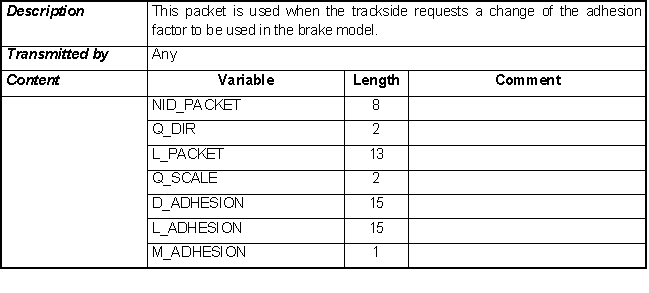 Description This packet is used when the trackside requests a change of the adhesion
factor to be used in the brake model.
Transmitted by Any
Content Variable Length Comment
NID_PACKET 8
Q_DIR 2
L_PACKET 13
Q_SCALE 2
D_ADHESION 15
L_ADHESION 15
M_ADHESION 1